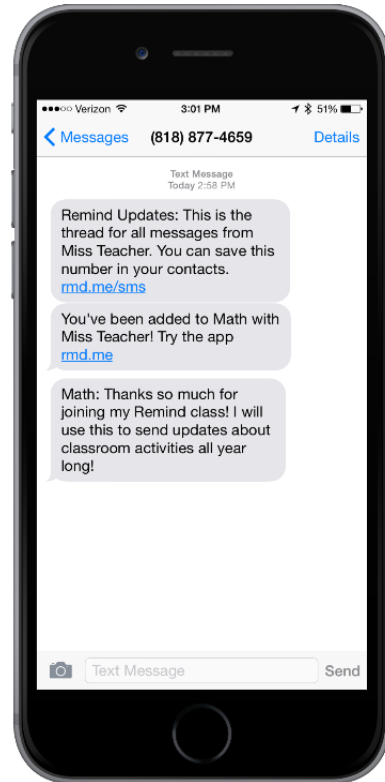 Verizon 3:01 PM 51%
Messages (818) 877-4659 Details
Text Message
Today 2:58 PM
Remind Updates: This is the
thread for all messages from
Miss Teacher. You can save this
number in your contacts.
rmd.me/sms
You've been added to Math with
Miss Teacher! Try the app
rmd.me
Math: Thanks so much for
joining my Remind class! I will
use this to send updates about
classroom activities all year
long!
Text Message Send